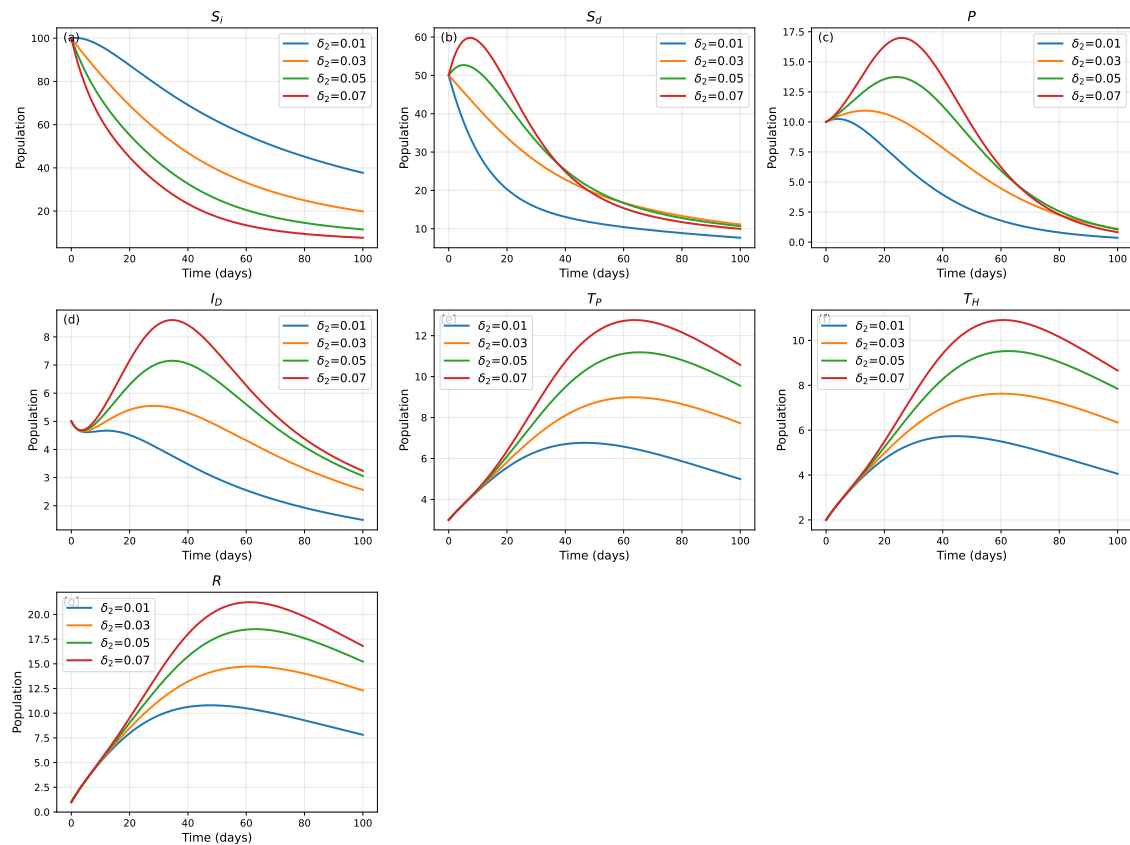 S_i
(a)
δ₂=0.01
δ₂=0.03
δ₂=0.05
δ₂=0.07
100
80
60
40
20
Population
0 20 40 60 80 100
Time (days)
S_d
(b)
δ₂=0.01
δ₂=0.03
δ₂=0.05
δ₂=0.07
60
50
40
30
20
10
Population
0 20 40 60 80 100
Time (days)
P
(c)
δ₂=0.01
δ₂=0.03
δ₂=0.05
δ₂=0.07
17.5
15.0
12.5
10.0
7.5
5.0
2.5
0.0
Population
0 20 40 60 80 100
Time (days)
I_D
(d)
δ₂=0.01
δ₂=0.03
δ₂=0.05
δ₂=0.07
8
7
6
5
4
3
2
Population
0 20 40 60 80 100
Time (days)
T_P
(e)
δ₂=0.01
δ₂=0.03
δ₂=0.05
δ₂=0.07
12
10
8
6
4
Population
0 20 40 60 80 100
Time (days)
T_H
(f)
δ₂=0.01
δ₂=0.03
δ₂=0.05
δ₂=0.07
10
8
6
4
2
Population
0 20 40 60 80 100
Time (days)
R
(g)
δ₂=0.01
δ₂=0.03
δ₂=0.05
δ₂=0.07
20.0
17.5
15.0
12.5
10.0
7.5
5.0
2.5
0.0
Population
0 20 40 60 80 100
Time (days)